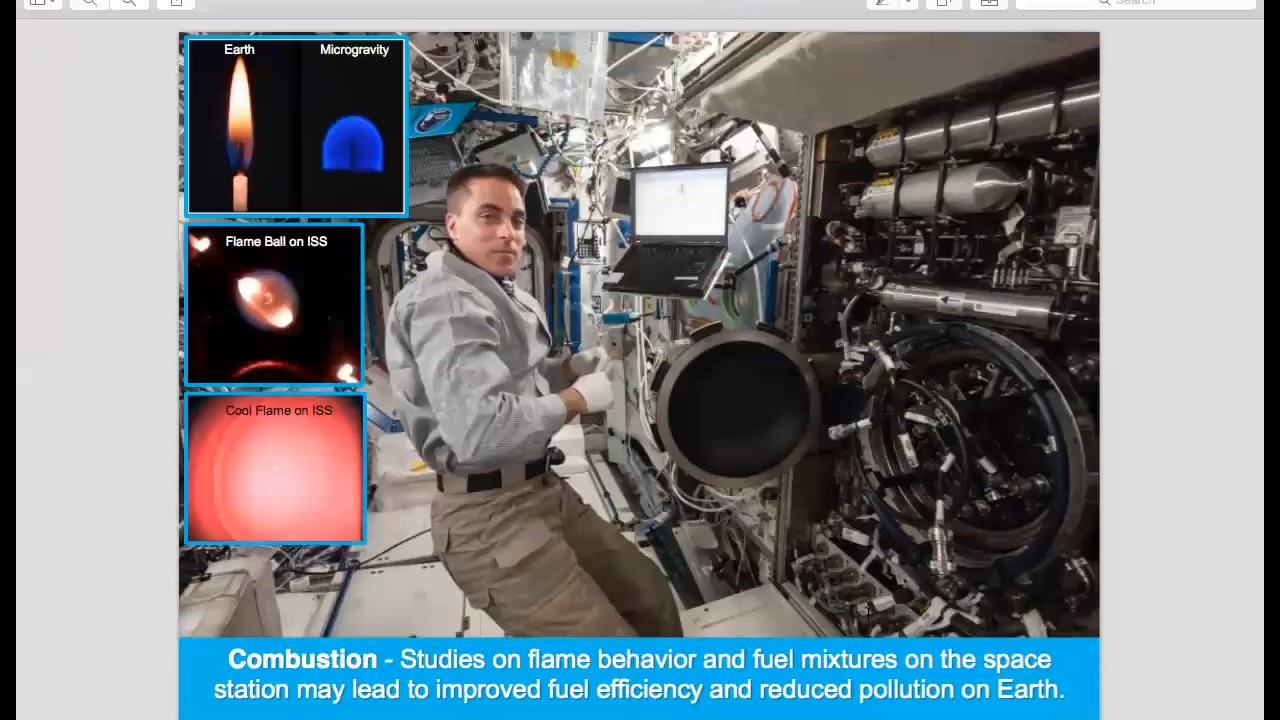 Search
Earth
Microgravity
Flame Ball on ISS
Cool Flame on ISS
Combustion - Studies on flame behavior and fuel mixtures on the space
station may lead to improved fuel efficiency and reduced pollution on Earth.